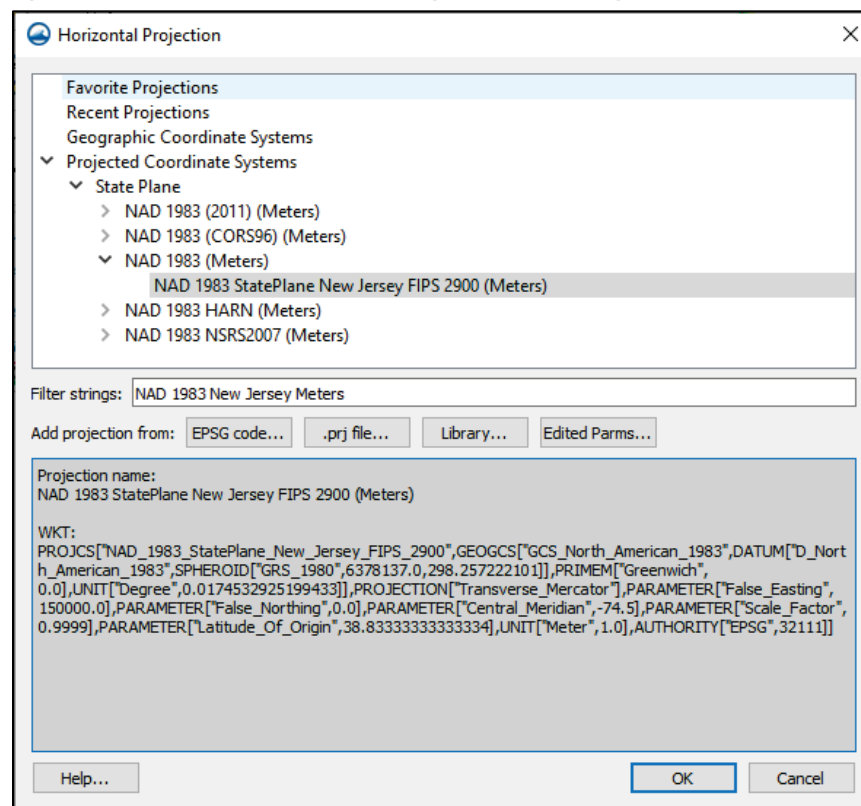 Horizontal Projection
Favorite Projections
Recent Projections
Geographic Coordinate Systems
Projected Coordinate Systems
State Plane
NAD 1983 (2011) (Meters)
NAD 1983 (CORS96) (Meters)
NAD 1983 (Meters)
NAD 1983 StatePlane New Jersey FIPS 2900 (Meters)
NAD 1983 HARN (Meters)
NAD 1983 NSRS2007 (Meters)
Filter strings: NAD 1983 New Jersey Meters
Add projection from: EPSG code... .prj file... Library... Edited Parms...
Projection name:
NAD 1983 StatePlane New Jersey FIPS 2900 (Meters)
WKT:
PROJCS["NAD_1983_StatePlane_New_Jersey_FIPS_2900",GEOGCS["GCS_North_American_1983",DATUM["D_Nort
h_American_1983",SPHEROID["GRS_1980",6378137.0,298.257222101]],PRIMEM["Greenwich",
0.0],UNIT["Degree",0.0174532925199433]],PROJECTION["Transverse_Mercator"],PARAMETER["False_Easting",
150000.0],PARAMETER["False_Northing",0.0],PARAMETER["Central_Meridian",-74.5],PARAMETER["Scale_Factor",
0.9999],PARAMETER["Latitude_Of_Origin",38.83333333333334],UNIT["Meter",1.0],AUTHORITY["EPSG",32111]]
Help... OK Cancel